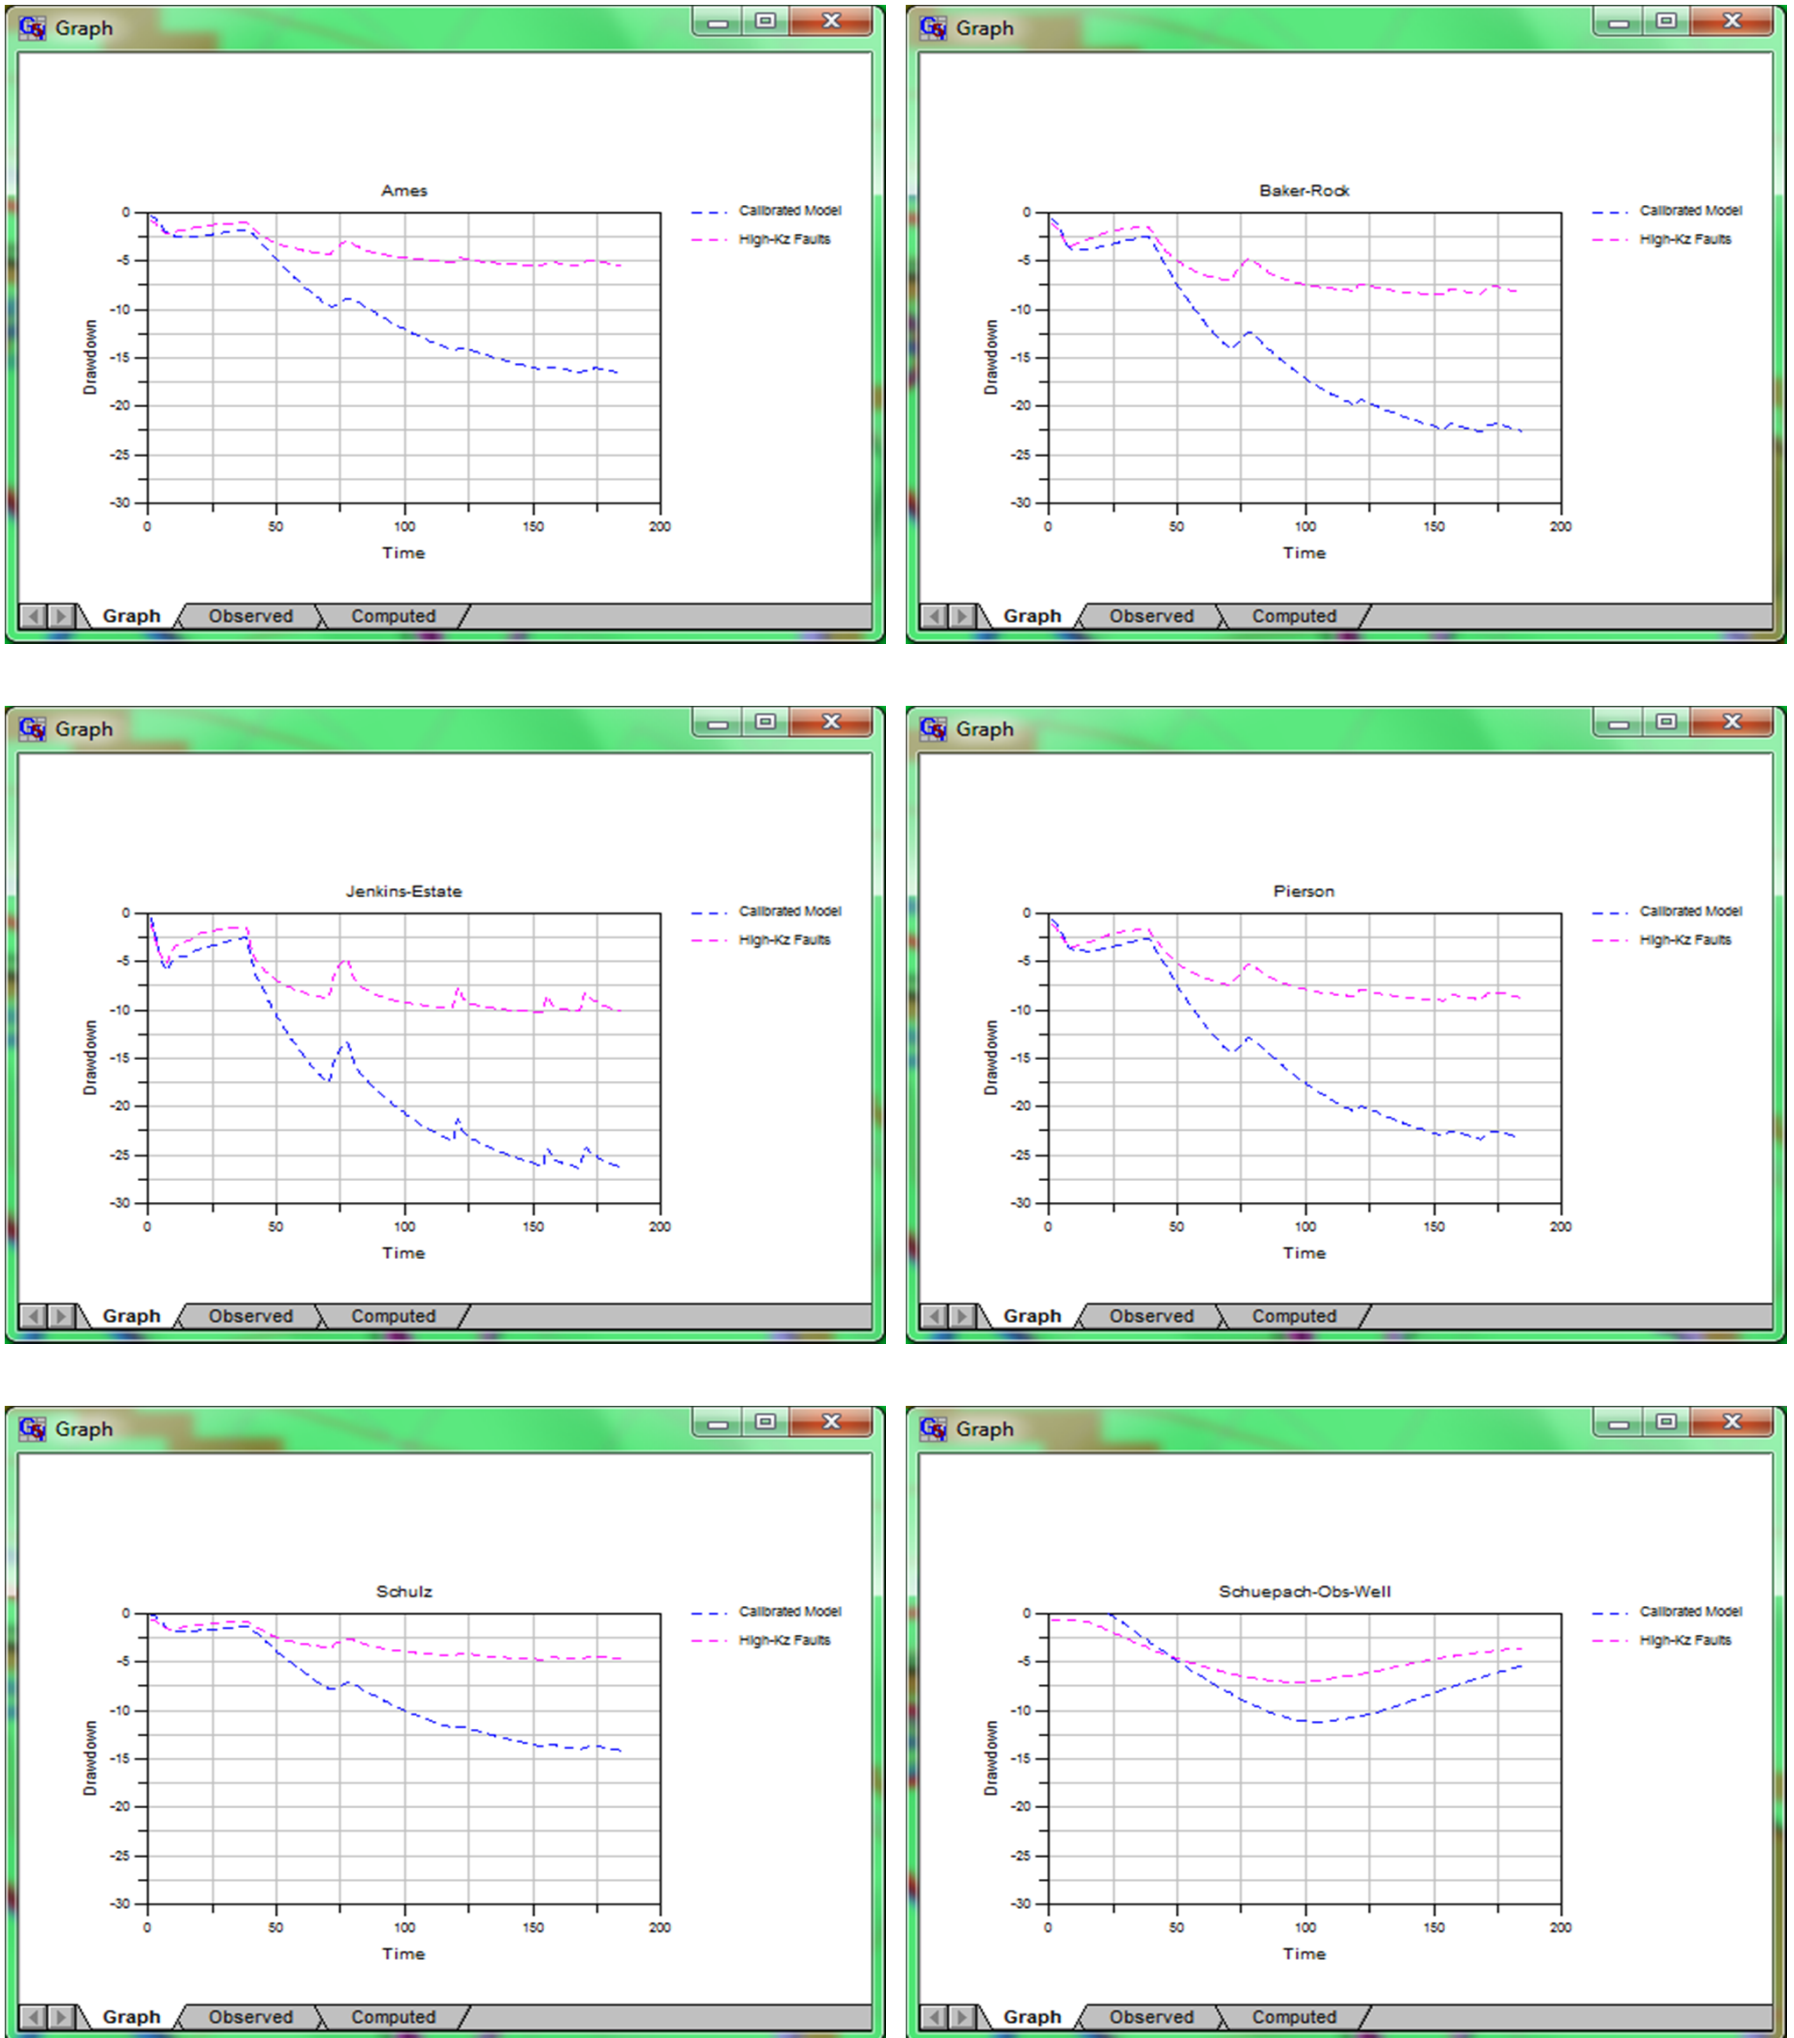 Graph
Ames
Calibrated Model
High-Kz Faults
0
-5
-10
-15
-20
-25
-30
Drawdown
0 50 100 150 200
Time
Graph Observed Computed
Graph
Baker-Rock
Calibrated Model
High-Kz Faults
0
-5
-10
-15
-20
-25
-30
Drawdown
0 50 100 150 200
Time
Graph Observed Computed
Graph
Jenkins-Estate
Calibrated Model
High-Kz Faults
0
-5
-10
-15
-20
-25
-30
Drawdown
0 50 100 150 200
Time
Graph Observed Computed
Graph
Pierson
Calibrated Model
High-Kz Faults
0
-5
-10
-15
-20
-25
-30
Drawdown
0 50 100 150 200
Time
Graph Observed Computed
Graph
Schulz
Calibrated Model
High-Kz Faults
0
-5
-10
-15
-20
-25
-30
Drawdown
0 50 100 150 200
Time
Graph Observed Computed
Graph
Schuepach-Obs-Well
Calibrated Model
High-Kz Faults
0
-5
-10
-15
-20
-25
-30
Drawdown
0 50 100 150 200
Time
Graph Observed Computed